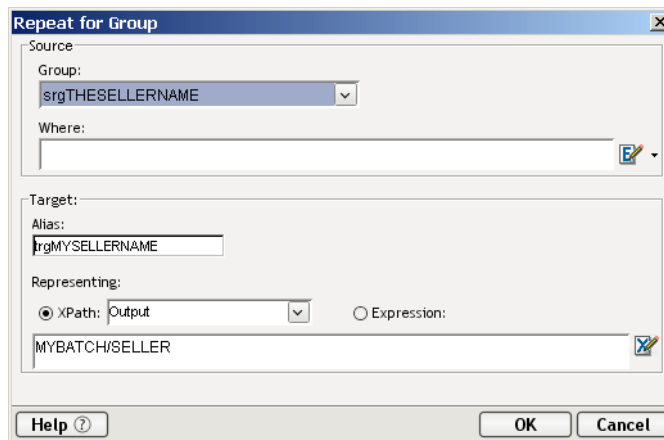 Repeat for Group
Source
Group:
srgTHESELLERNAME
Where:
Target:
Alias:
trgMYSELLERNAME
Representing:
XPath: Output Expression:
MYBATCH/SELLER
Help ? OK Cancel